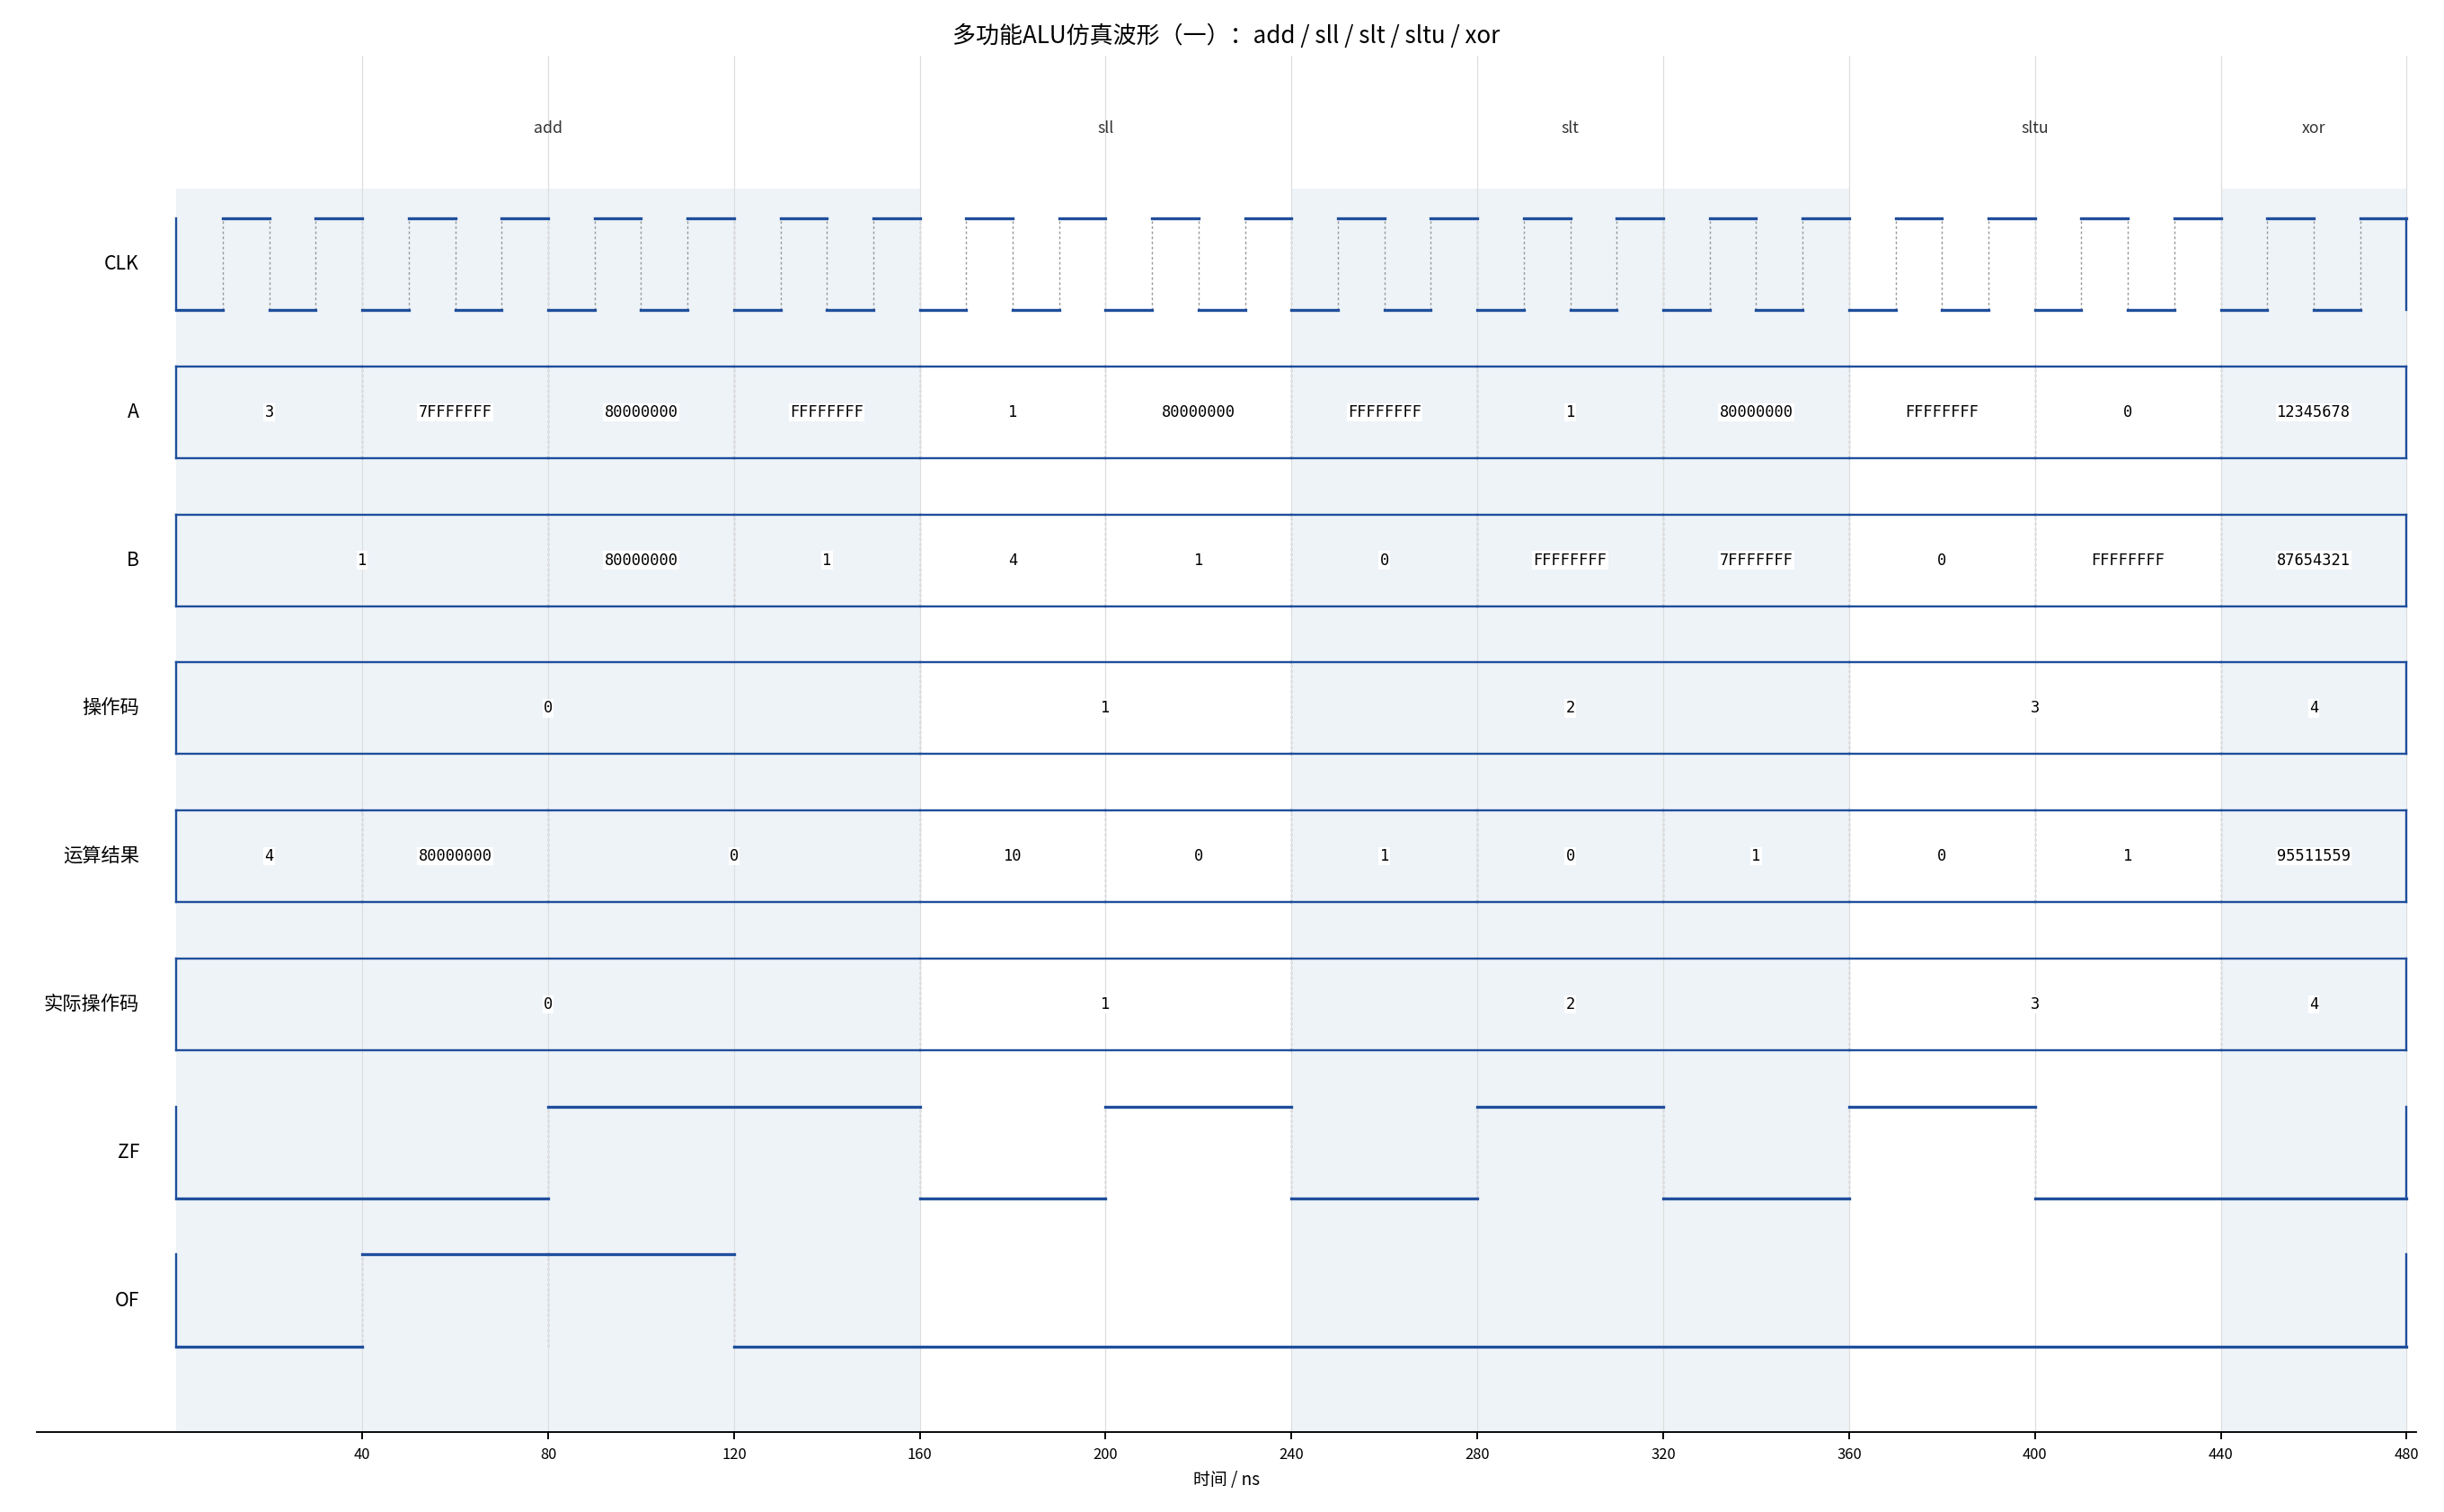 多功能ALU仿真波形（一）：add / sll / slt / sltu / xor
add sll slt sltu xor
CLK
A 3 7FFFFFFF 80000000 FFFFFFFF 1 80000000 FFFFFFFF 1 80000000 FFFFFFFF 0 12345678
B 1 80000000 1 4 1 0 FFFFFFFF 7FFFFFFF 0 FFFFFFFF 87654321
操作码 0 1 2 3 4
运算结果 4 80000000 0 10 0 1 0 1 0 1 95511559
实际操作码 0 1 2 3 4
ZF
OF
40 80 120 160 200 240 280 320 360 400 440 480
时间 / ns